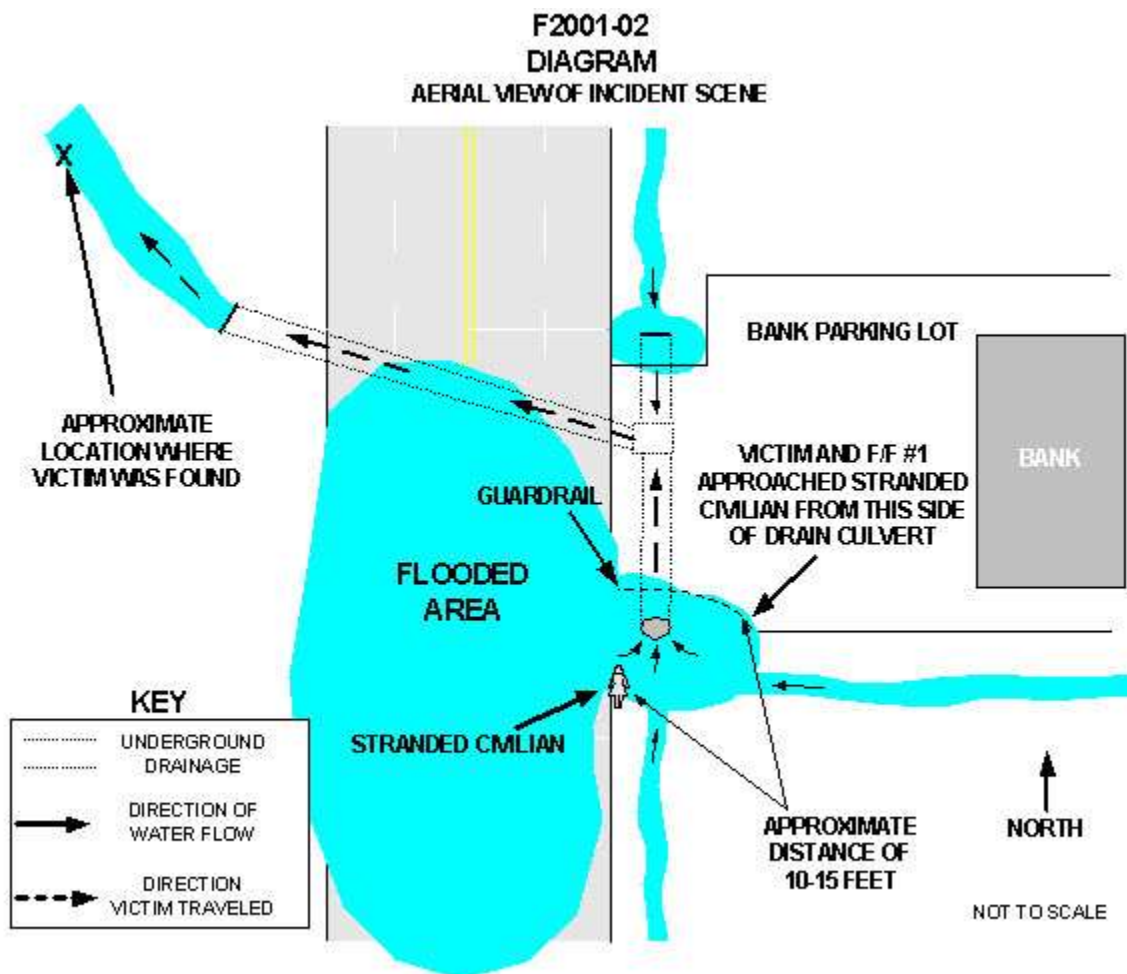 F2001-02
DIAGRAM
AERIAL VIEW OF INCIDENT SCENE
X
BANK PARKING LOT
APPROXIMATE
LOCATION WHERE
VICTIM WAS FOUND
VICTIM AND F/F #1
APPROACHED STRANDED
CIVILIAN FROM THIS SIDE
OF DRAIN CULVERT
BANK
GUARDRAIL
FLOODED
AREA
STRANDED CIVILIAN
KEY
UNDERGROUND
DRAINAGE
DIRECTION OF
WATER FLOW
DIRECTION
VICTIM TRAVELED
APPROXIMATE
DISTANCE OF
10-15 FEET
NORTH
NOT TO SCALE